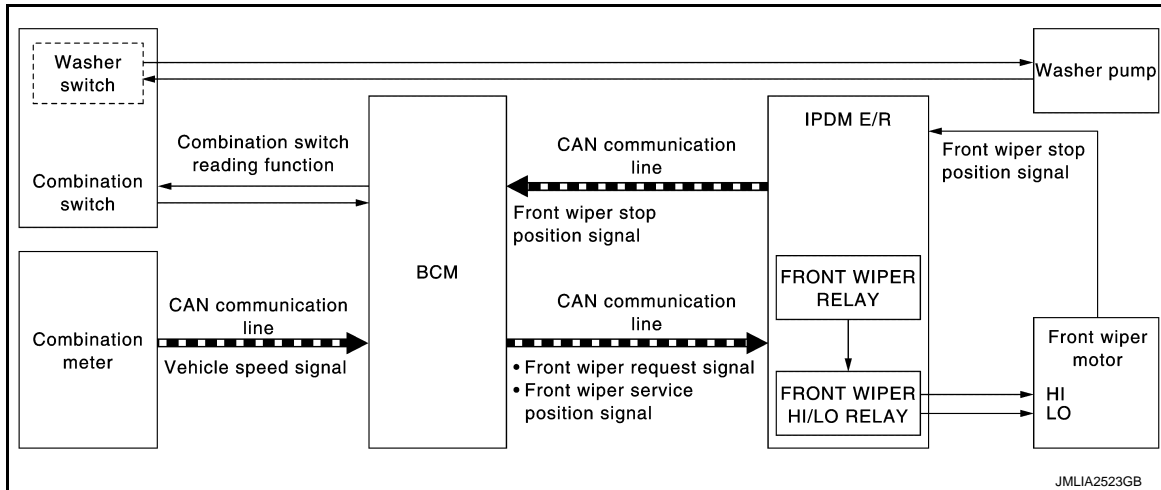 Washer
switch
Washer pump
Combination switch
reading function
Combination
switch
BCM
CAN communication
line
Front wiper stop
position signal
IPDM E/R
Front wiper stop
position signal
Combination
meter
CAN communication
line
Vehicle speed signal
CAN communication
line
• Front wiper request signal
• Front wiper service
position signal
FRONT WIPER
RELAY
FRONT WIPER
HI/LO RELAY
Front wiper
motor
HI
LO
JMLIA2523GB